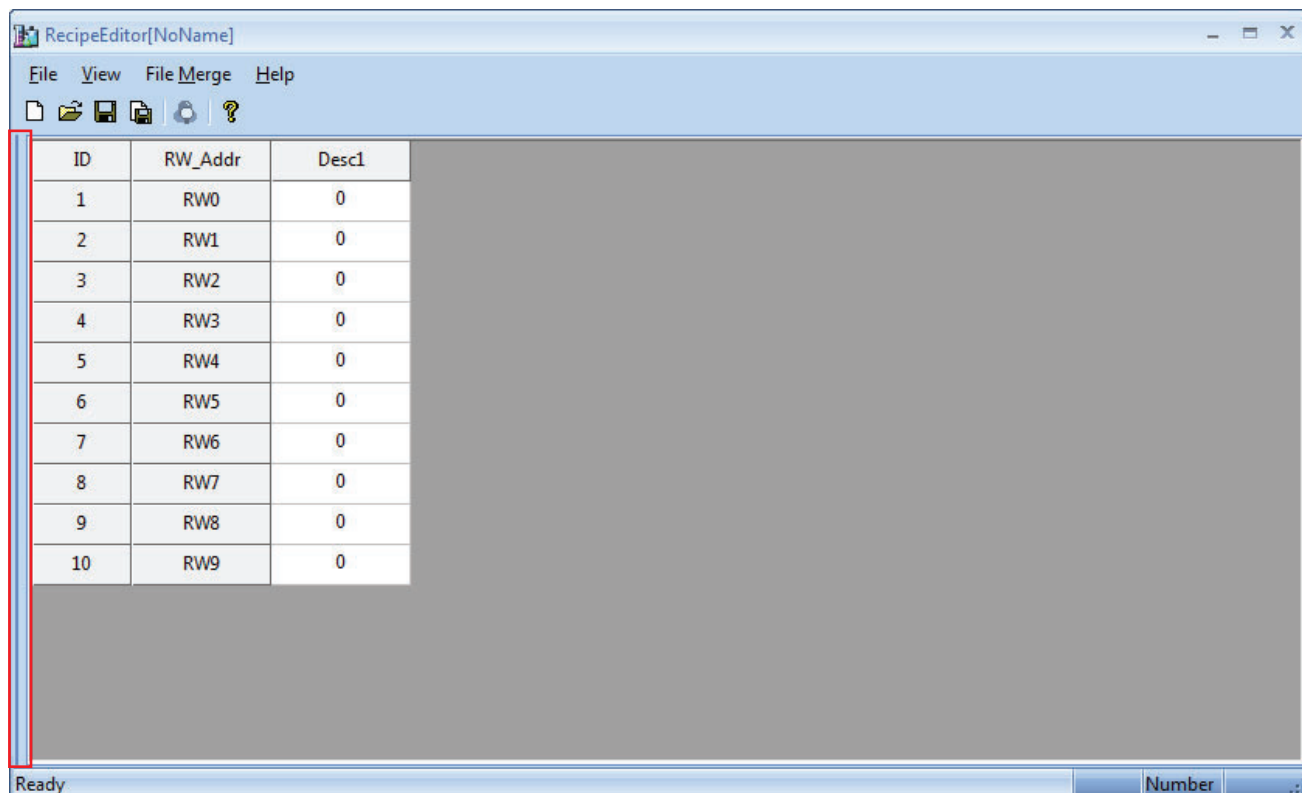 RecipeEditor[NoName]
File View File Merge Help
ID RW_Addr Desc1
1 RW0 0
2 RW1 0
3 RW2 0
4 RW3 0
5 RW4 0
6 RW5 0
7 RW6 0
8 RW7 0
9 RW8 0
10 RW9 0
Ready Number